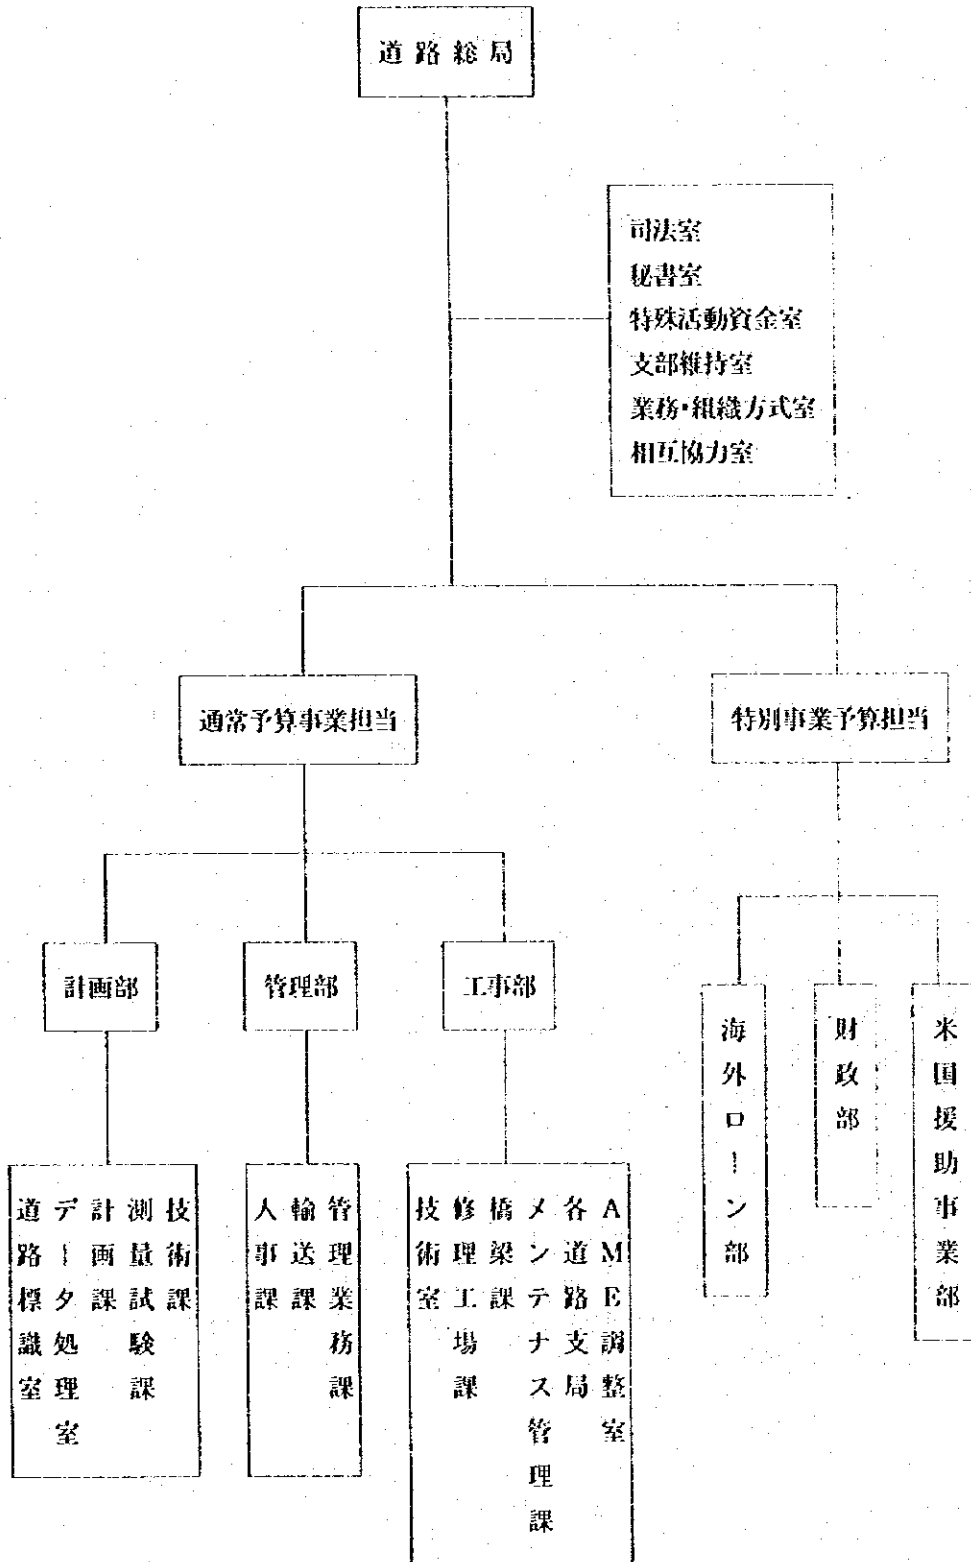 道路総局
司法室
秘書室
特殊活動資金室
支部維持室
業務・組織方式室
相互協力室
通常予算事業担当
特別事業予算担当
計画部
管理部
工事部
海外ローン部
財政部
米国援助事業部
技術課
測量試験課
計画課
データ処理室
道路標識室
管理業務課
輸送課
人事課
AME調整室
各道路支局
メンテナス管理課
橋梁課
修理工場課
技術室